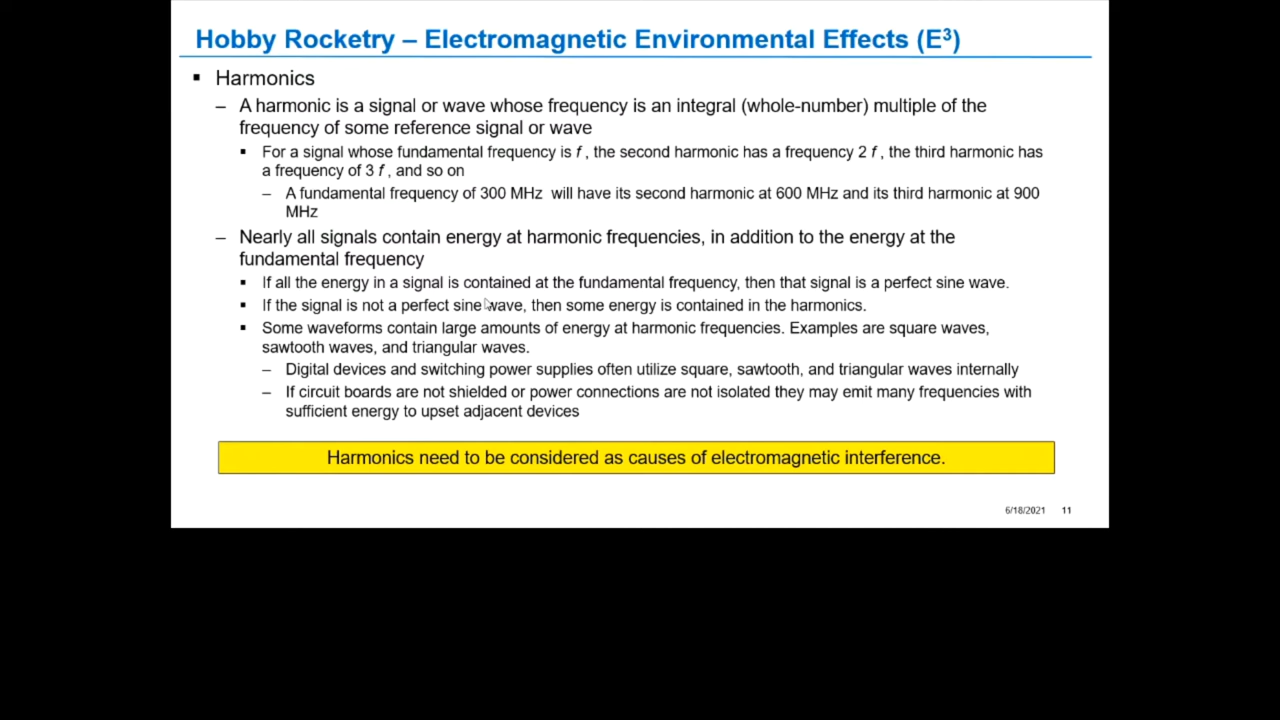 Hobby Rocketry – Electromagnetic Environmental Effects (E³)
▪ Harmonics
– A harmonic is a signal or wave whose frequency is an integral (whole-number) multiple of the
frequency of some reference signal or wave
▪ For a signal whose fundamental frequency is f , the second harmonic has a frequency 2 f , the third harmonic has
a frequency of 3 f , and so on
– A fundamental frequency of 300 MHz will have its second harmonic at 600 MHz and its third harmonic at 900
MHz
– Nearly all signals contain energy at harmonic frequencies, in addition to the energy at the
fundamental frequency
▪ If all the energy in a signal is contained at the fundamental frequency, then that signal is a perfect sine wave.
▪ If the signal is not a perfect sine wave, then some energy is contained in the harmonics.
▪ Some waveforms contain large amounts of energy at harmonic frequencies. Examples are square waves,
sawtooth waves, and triangular waves.
– Digital devices and switching power supplies often utilize square, sawtooth, and triangular waves internally
– If circuit boards are not shielded or power connections are not isolated they may emit many frequencies with
sufficient energy to upset adjacent devices
Harmonics need to be considered as causes of electromagnetic interference.
6/18/2021 11